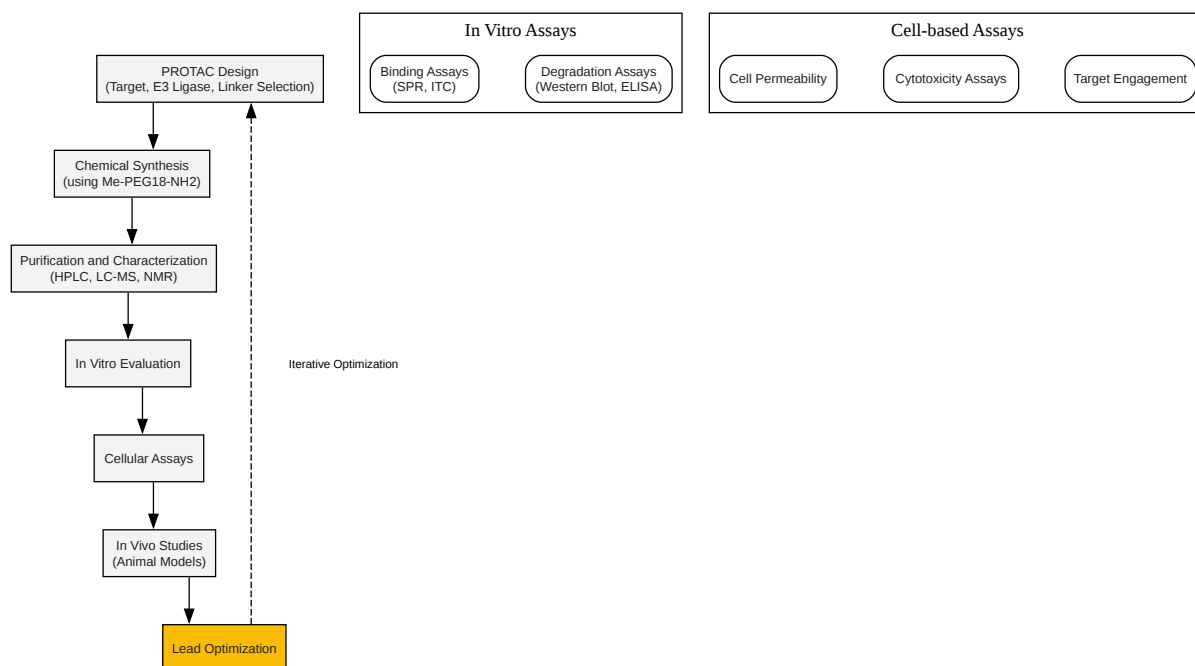 In Vitro Assays
Cell-based Assays
PROTAC Design
(Target, E3 Ligase, Linker Selection)
Binding Assays
(SPR, ITC)
Degradation Assays
(Western Blot, ELISA)
Cell Permeability
Cytotoxicity Assays
Target Engagement
Chemical Synthesis
(using Me-PEG18-NH2)
Purification and Characterization
(HPLC, LC-MS, NMR)
In Vitro Evaluation
Iterative Optimization
Cellular Assays
In Vivo Studies
(Animal Models)
Lead Optimization